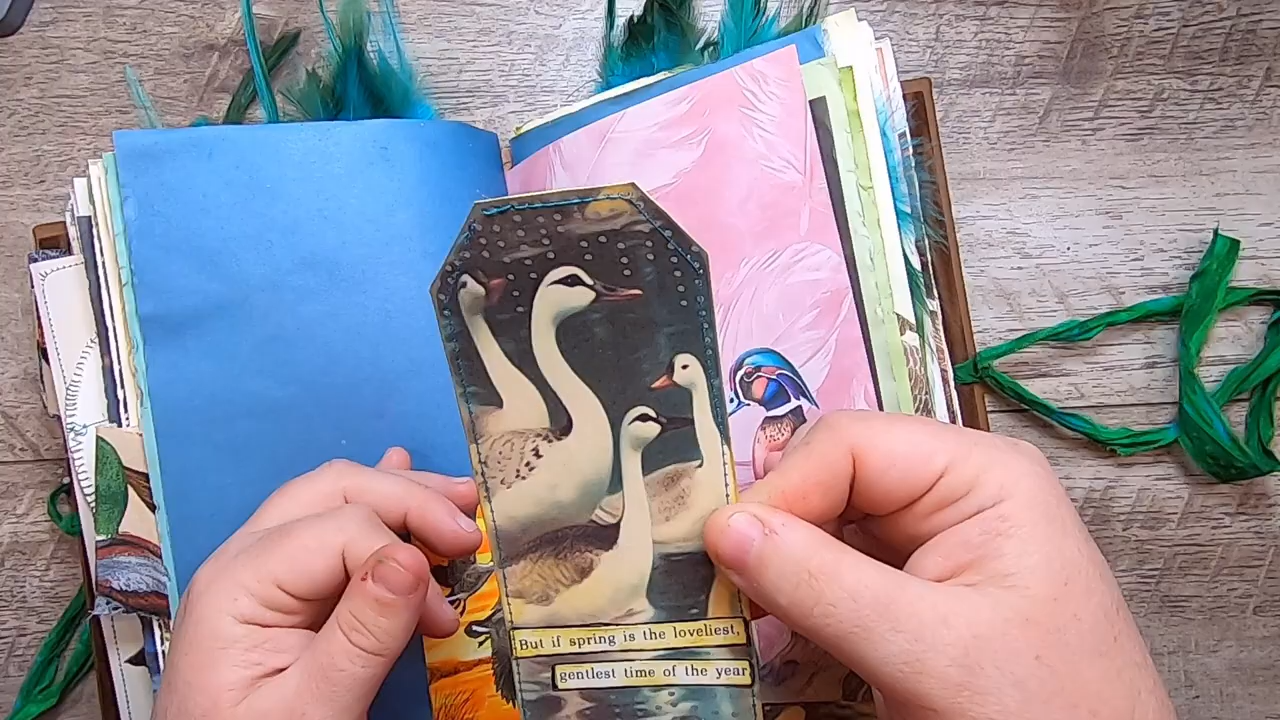 But if spring is the loveliest,
gentlest time of the year